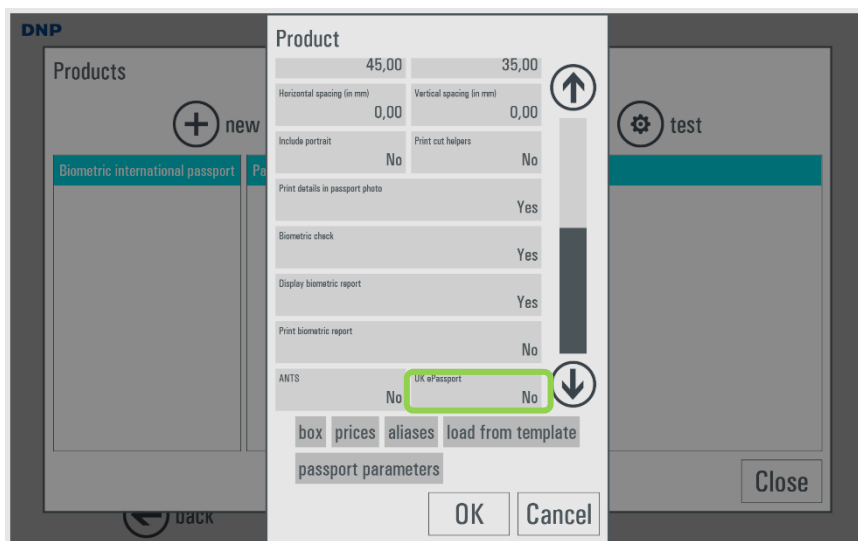 DNP
Products
new
test
Biometric international passport
Pa
Product
45,00 35,00
Horizontal spacing (in mm) Vertical spacing (in mm)
0,00 0,00
Include portrait Print cut helpers
No No
Print details in passport photo
Yes
Biometric check
Yes
Display biometric report
Yes
Print biometric report
No
ANTS UK ePassport
No No
box prices aliases load from template
passport parameters
OK Cancel
Close
back